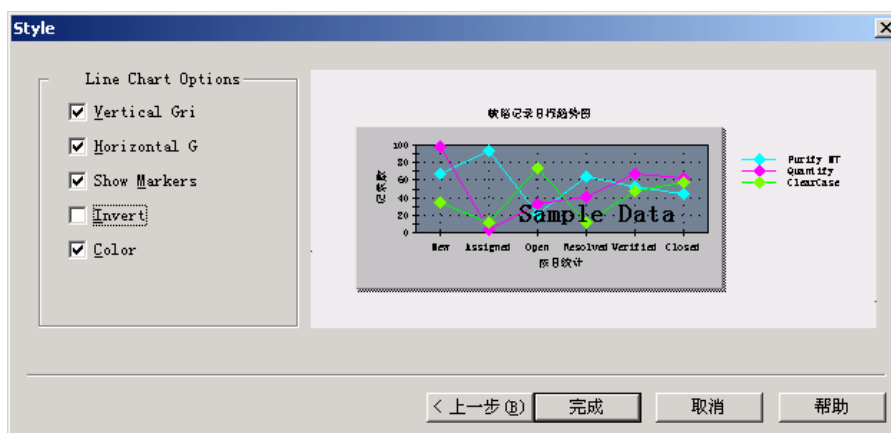 Style
Line Chart Options
Vertical Gri
Horizontal G
Show Markers
Invert
Color
缺陷记录日程趋势图
记录数
100
80
60
40
20
0
Sample Data
New Assigned Open Resolved Verified Closed
按日统计
Purify NT
Quantify
ClearCase
< 上一步(B)
完成
取消
帮助